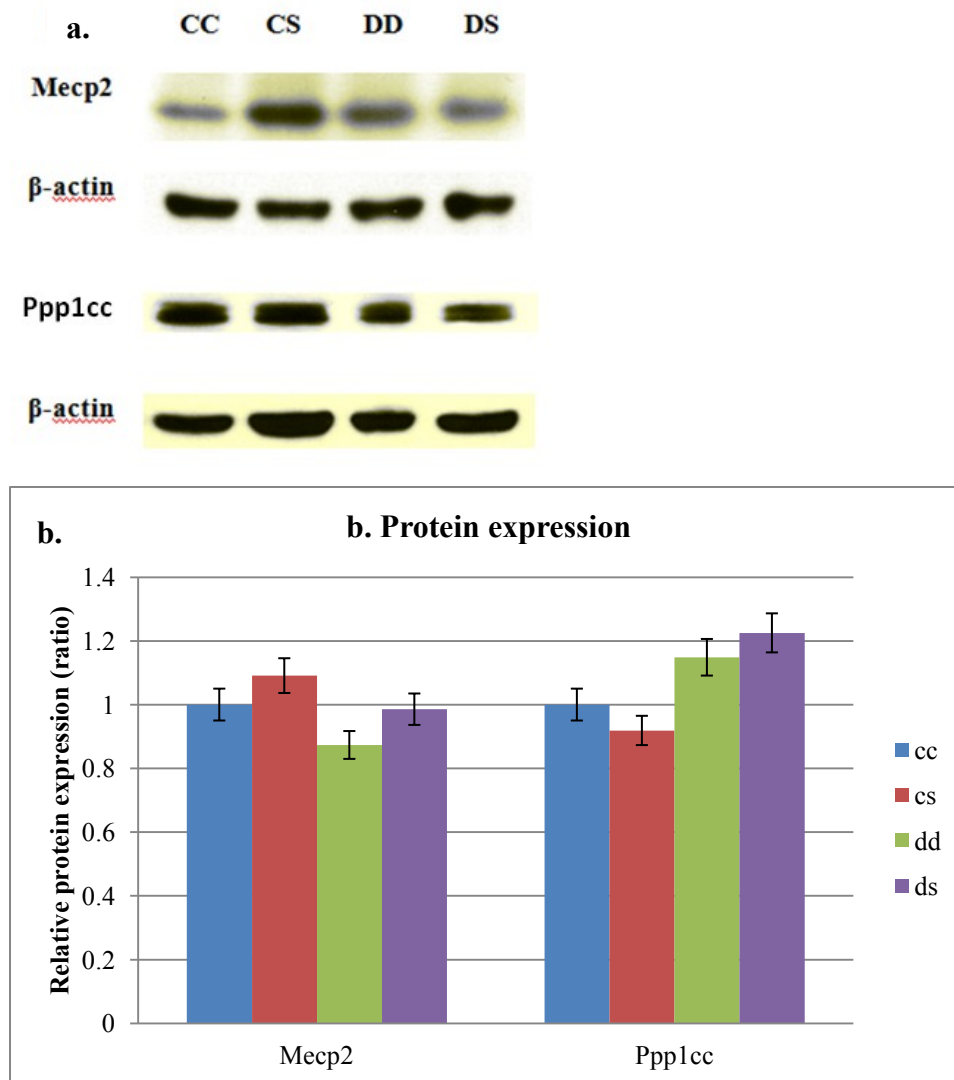 a.
CC CS DD DS
Mecp2
β-actin
Ppp1cc
β-actin
b.
b. Protein expression
Relative protein expression (ratio)
1.4
1.2
1
0.8
0.6
0.4
0.2
0
Mecp2 Ppp1cc
cc
cs
dd
ds